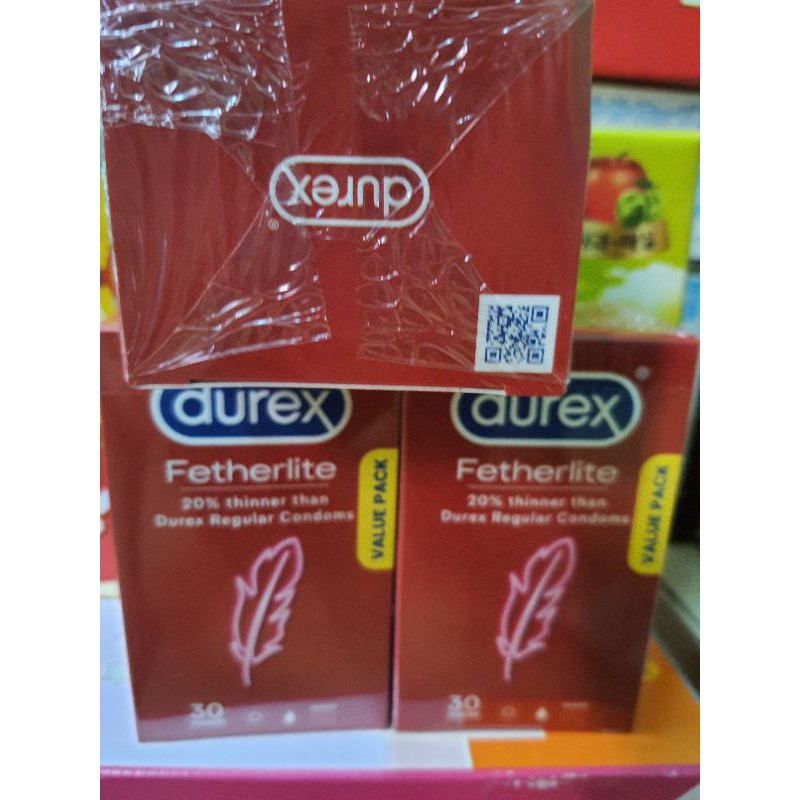 durex
®
durex
Fetherlite
20% thinner than
Durex Regular Condoms
VALUE PACK
30
durex
Fetherlite
20% thinner than
Durex Regular Condoms
VALUE PACK
30